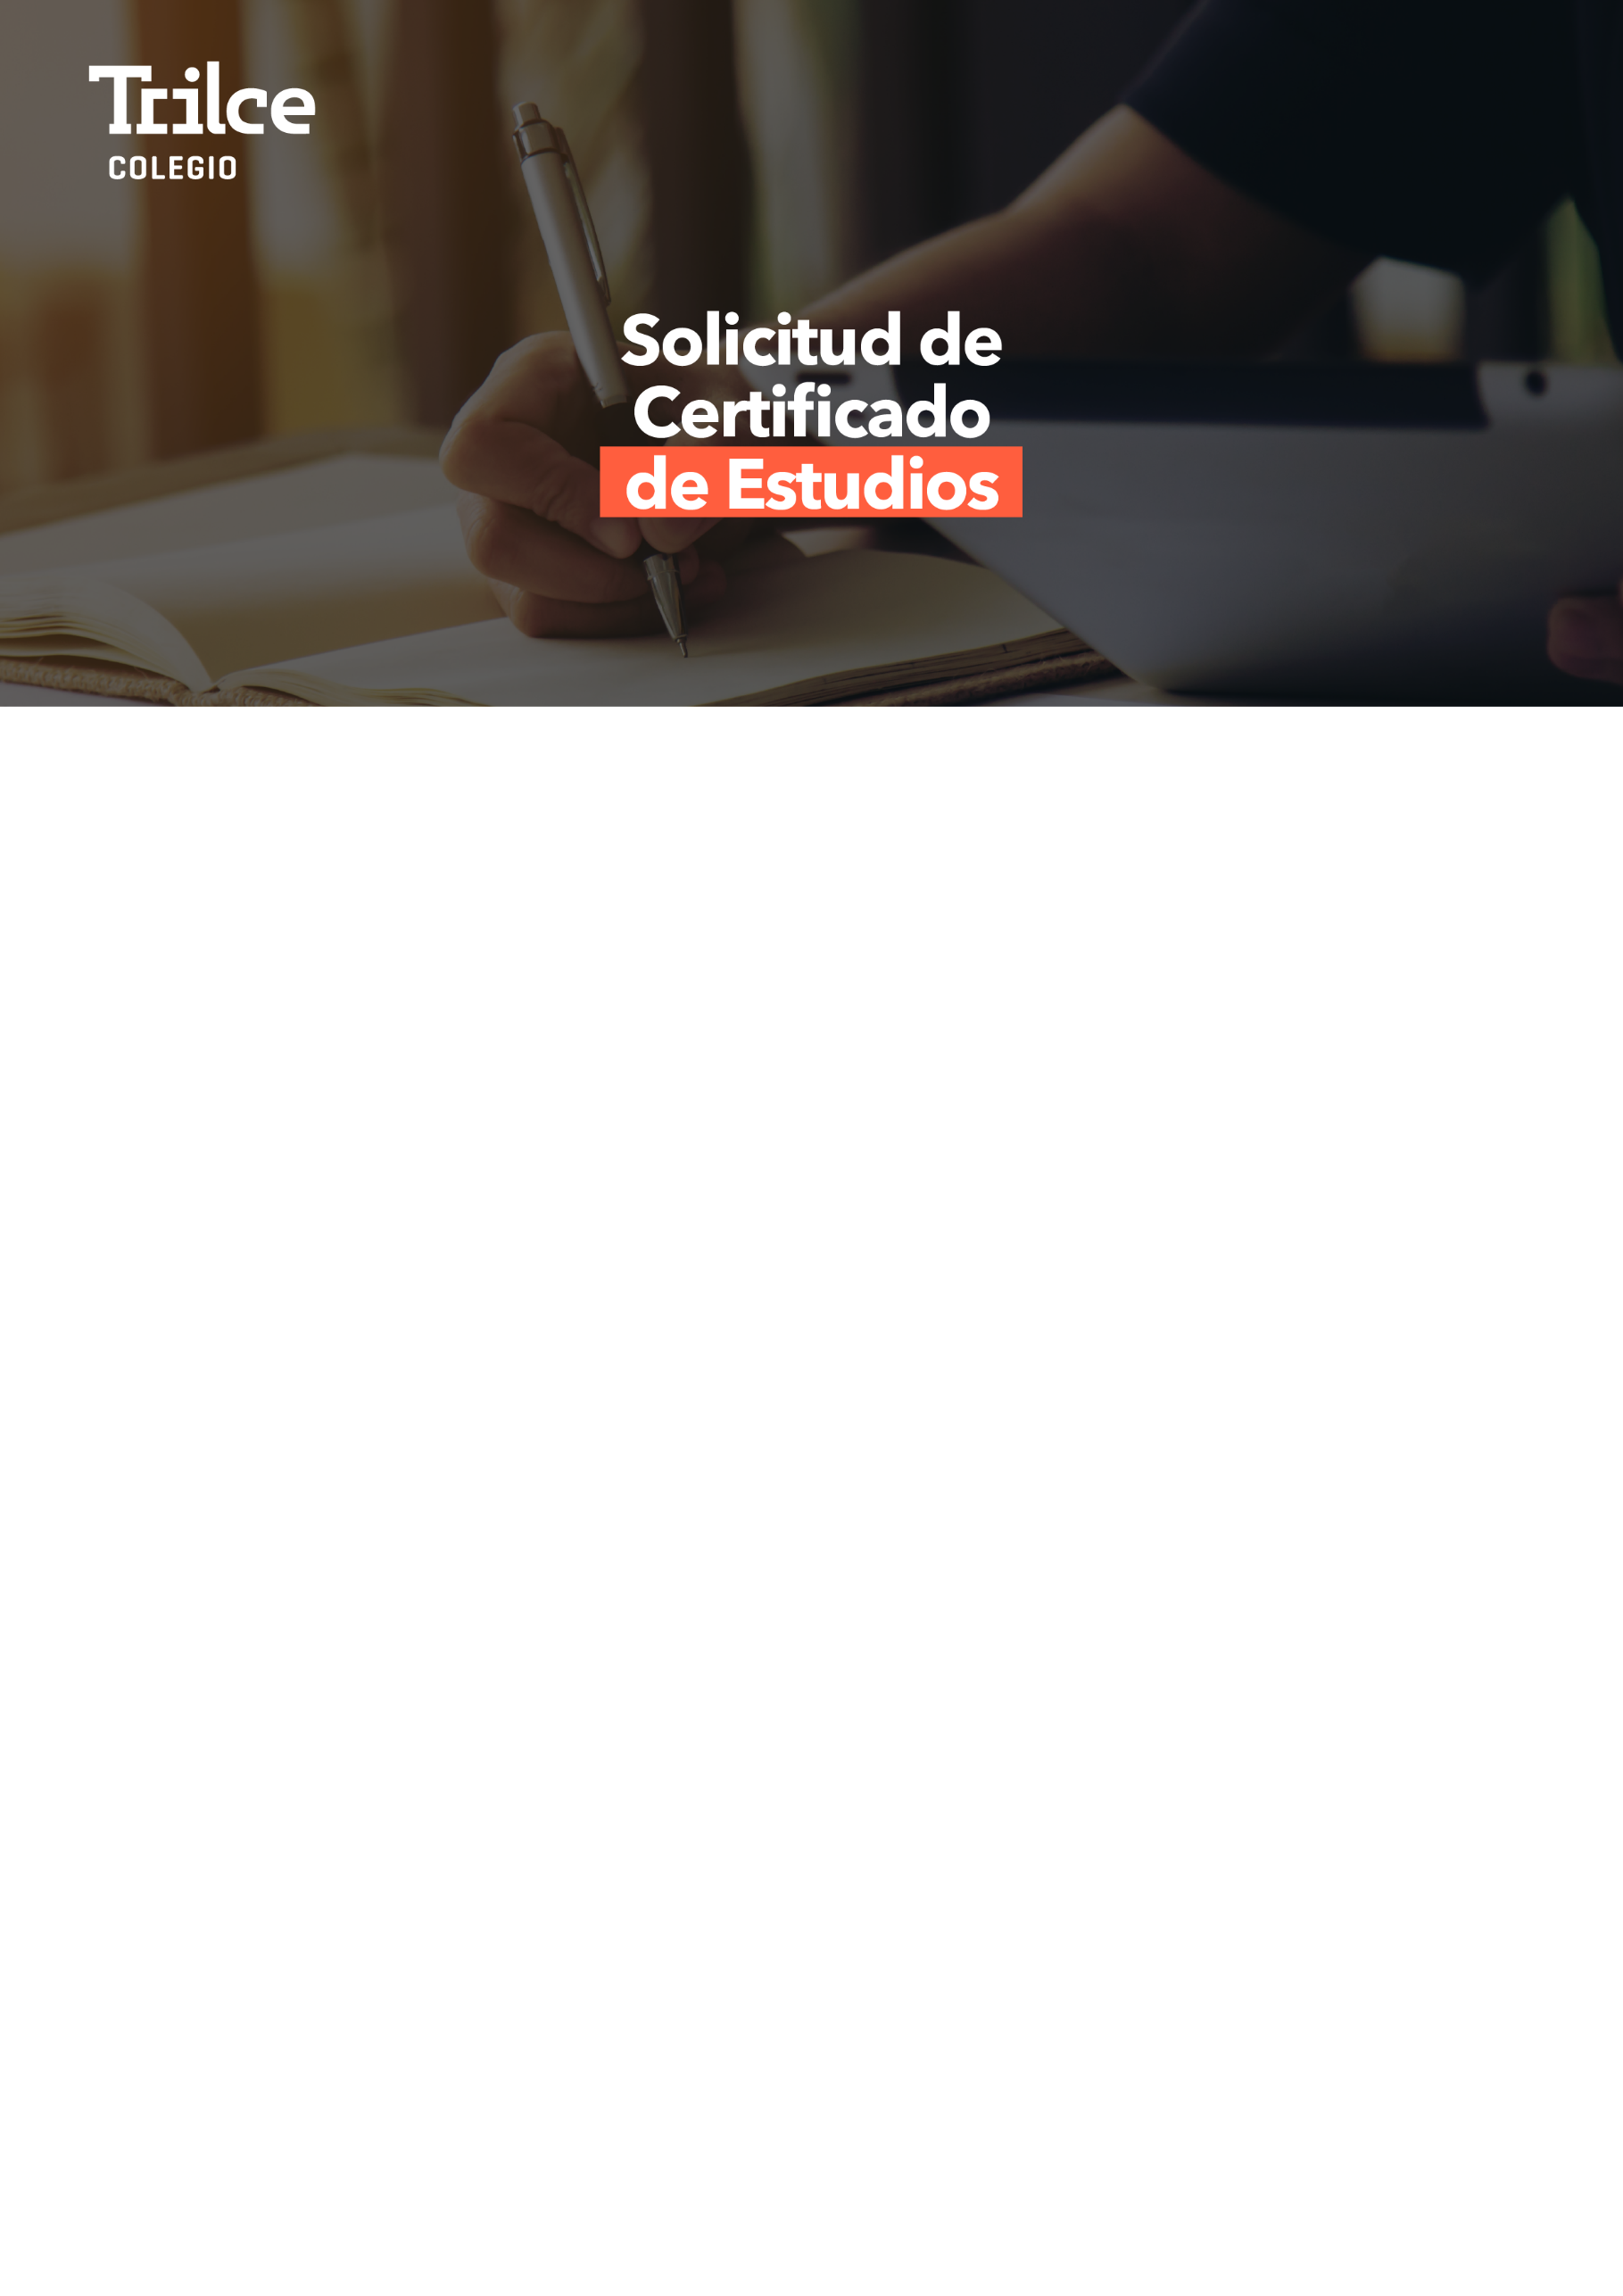 Trilce
COLEGIO
Solicitud de
Certificado
de Estudios